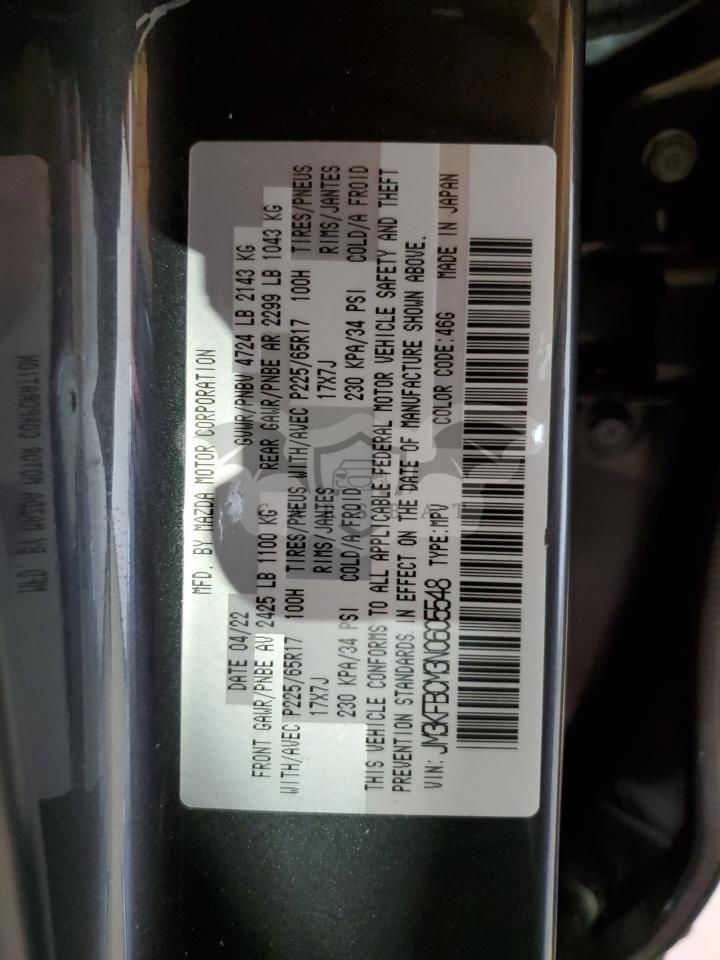 MFD. BY MAZDA MOTOR CORPORATION
DATE 04/22 GVWR/PNBV 4724 LB 2143 KG
FRONT GAWR/PNBE AV 2425 LB 1100 KG REAR GAWR/PNBE AR 2299 LB 1043 KG
WITH/AVEC P225/65R17 100H TIRES/PNEUS WITH/AVEC P225/65R17 100H TIRES/PNEUS
17X7J RIMS/JANTES 17X7J RIMS/JANTES
230 KPA/34 PSI COLD/A FROID 230 KPA/34 PSI COLD/A FROID
THIS VEHICLE CONFORMS TO ALL APPLICABLE FEDERAL MOTOR VEHICLE SAFETY AND THEFT
PREVENTION STANDARDS. IN EFFECT ON THE DATE OF MANUFACTURE SHOWN ABOVE.
VIN: JM3KFBCM3N0605548 TYPE:MPV COLOR CODE:46G MADE IN JAPAN